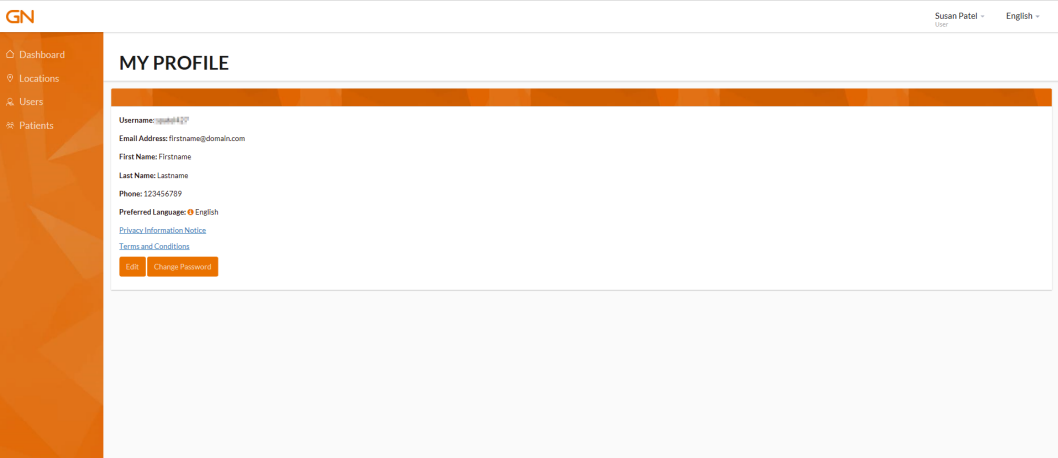 GN
Susan Patel
User
English
Dashboard
Locations
Users
Patients
MY PROFILE
Username:
Email Address: firstname@domain.com
First Name: Firstname
Last Name: Lastname
Phone: 123456789
Preferred Language: English
Privacy Information Notice
Terms and Conditions
Edit
Change Password